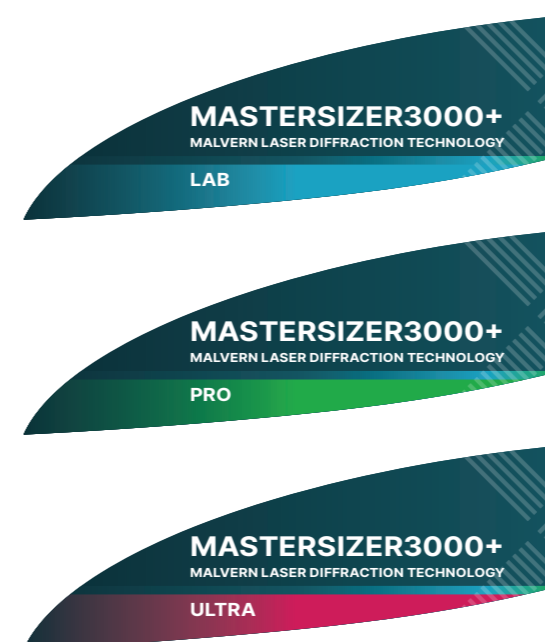 MASTERSIZER3000+
MALVERN LASER DIFFRACTION TECHNOLOGY
LAB
MASTERSIZER3000+
MALVERN LASER DIFFRACTION TECHNOLOGY
PRO
MASTERSIZER3000+
MALVERN LASER DIFFRACTION TECHNOLOGY
ULTRA